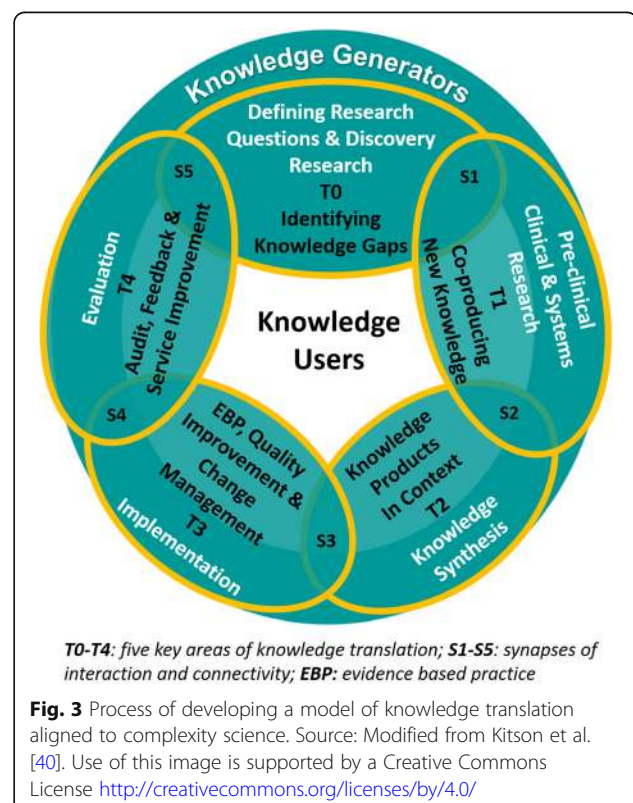 Knowledge Generators
Defining Research
Questions & Discovery
Research
T0
Identifying
Knowledge Gaps
S5
S1
Pre-clinical
Clinical & Systems
Research
T1
Co-producing
New Knowledge
Evaluation
T4
Audit, Feedback &
Service Improvement
Knowledge
Users
S4
S2
EBP, Quality
Improvement &
Change
Management
T3
Implementation
Knowledge
Products
In Context
T2
Knowledge
Synthesis
S3
T0-T4: five key areas of knowledge translation; S1-S5: synapses of
interaction and connectivity; EBP: evidence based practice
Fig. 3 Process of developing a model of knowledge translation
aligned to complexity science. Source: Modified from Kitson et al.
[40]. Use of this image is supported by a Creative Commons
License http://creativecommons.org/licenses/by/4.0/